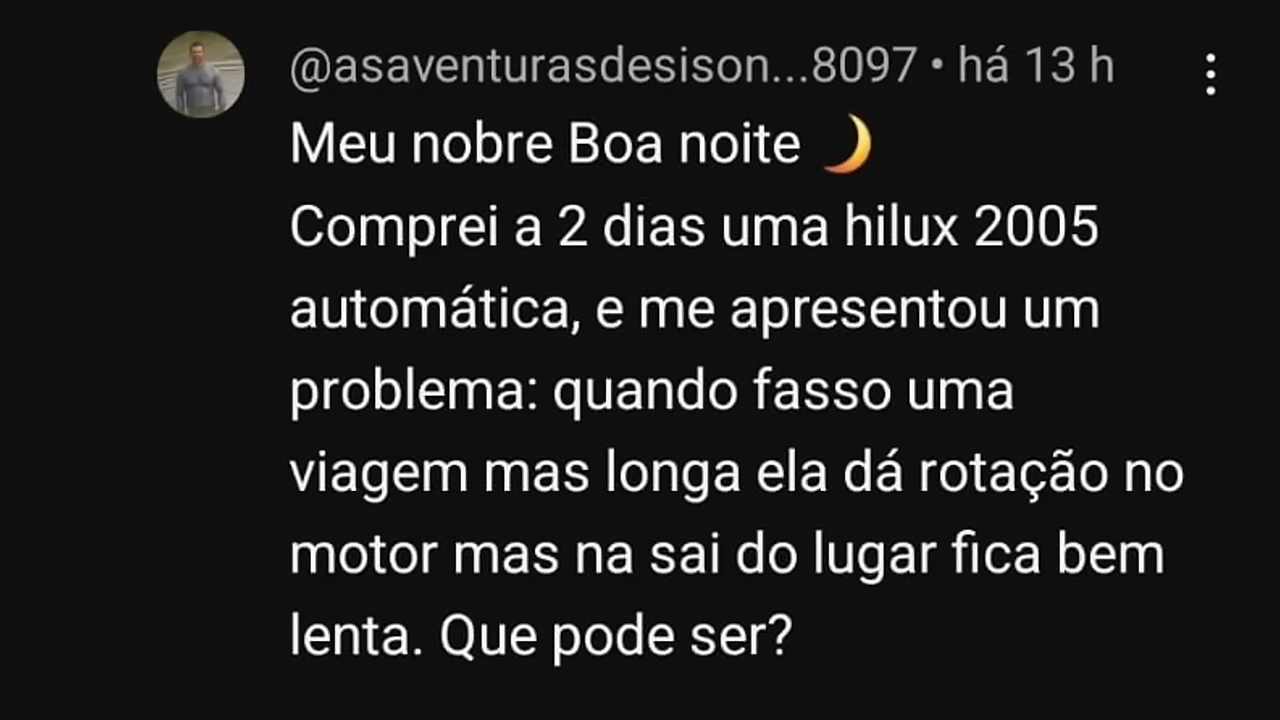 @asaventurasdesison...8097 • há 13 h
Meu nobre Boa noite 🌙
Comprei a 2 dias uma hilux 2005
automática, e me apresentou um
problema: quando fasso uma
viagem mas longa ela dá rotação no
motor mas na sai do lugar fica bem
lenta. Que pode ser?